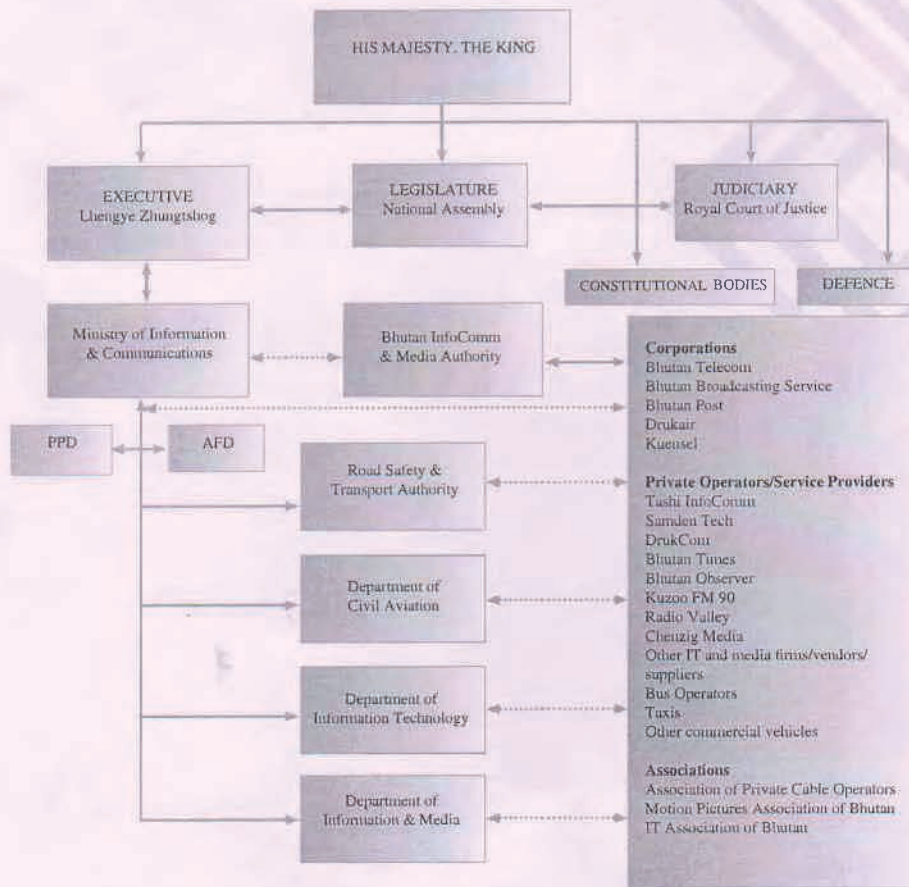 HIS MAJESTY, THE KING
EXECUTIVE
Lhengye Zhungtshog
LEGISLATURE
National Assembly
JUDICIARY
Royal Court of Justice
CONSTITUTIONAL BODIES
DEFENCE
Ministry of Information
& Communications
Bhutan InfoComm
& Media Authority
PPD
AFD
Road Safety &
Transport Authority
Department of
Civil Aviation
Department of
Information Technology
Department of
Information & Media
Corporations
Bhutan Telecom
Bhutan Broadcasting Service
Bhutan Post
Drukair
Kuensel
Private Operators/Service Providers
Tashi InfoComm
Samden Tech
DrukCom
Bhutan Times
Bhutan Observer
Kuzoo FM 90
Radio Valley
Chenzig Media
Other IT and media firms/vendors/
suppliers
Bus Operators
Taxis
Other commercial vehicles
Associations
Association of Private Cable Operators
Motion Pictures Association of Bhutan
IT Association of Bhutan